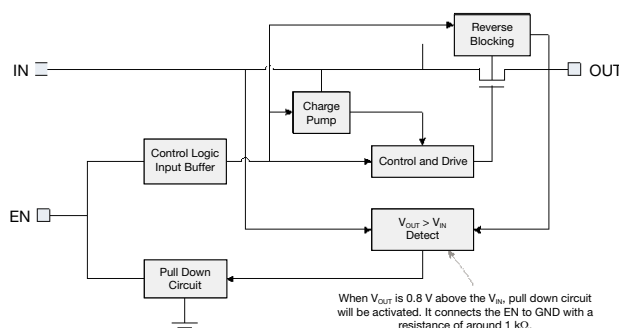 Reverse
Blocking
IN
OUT
Charge
Pump
Control Logic
Input Buffer
Control and Drive
EN
VOUT > VIN
Detect
Pull Down
Circuit
When VOUT is 0.8 V above the VIN, pull down circuit
will be activated. It connects the EN to GND with a
resistance of around 1 kΩ.